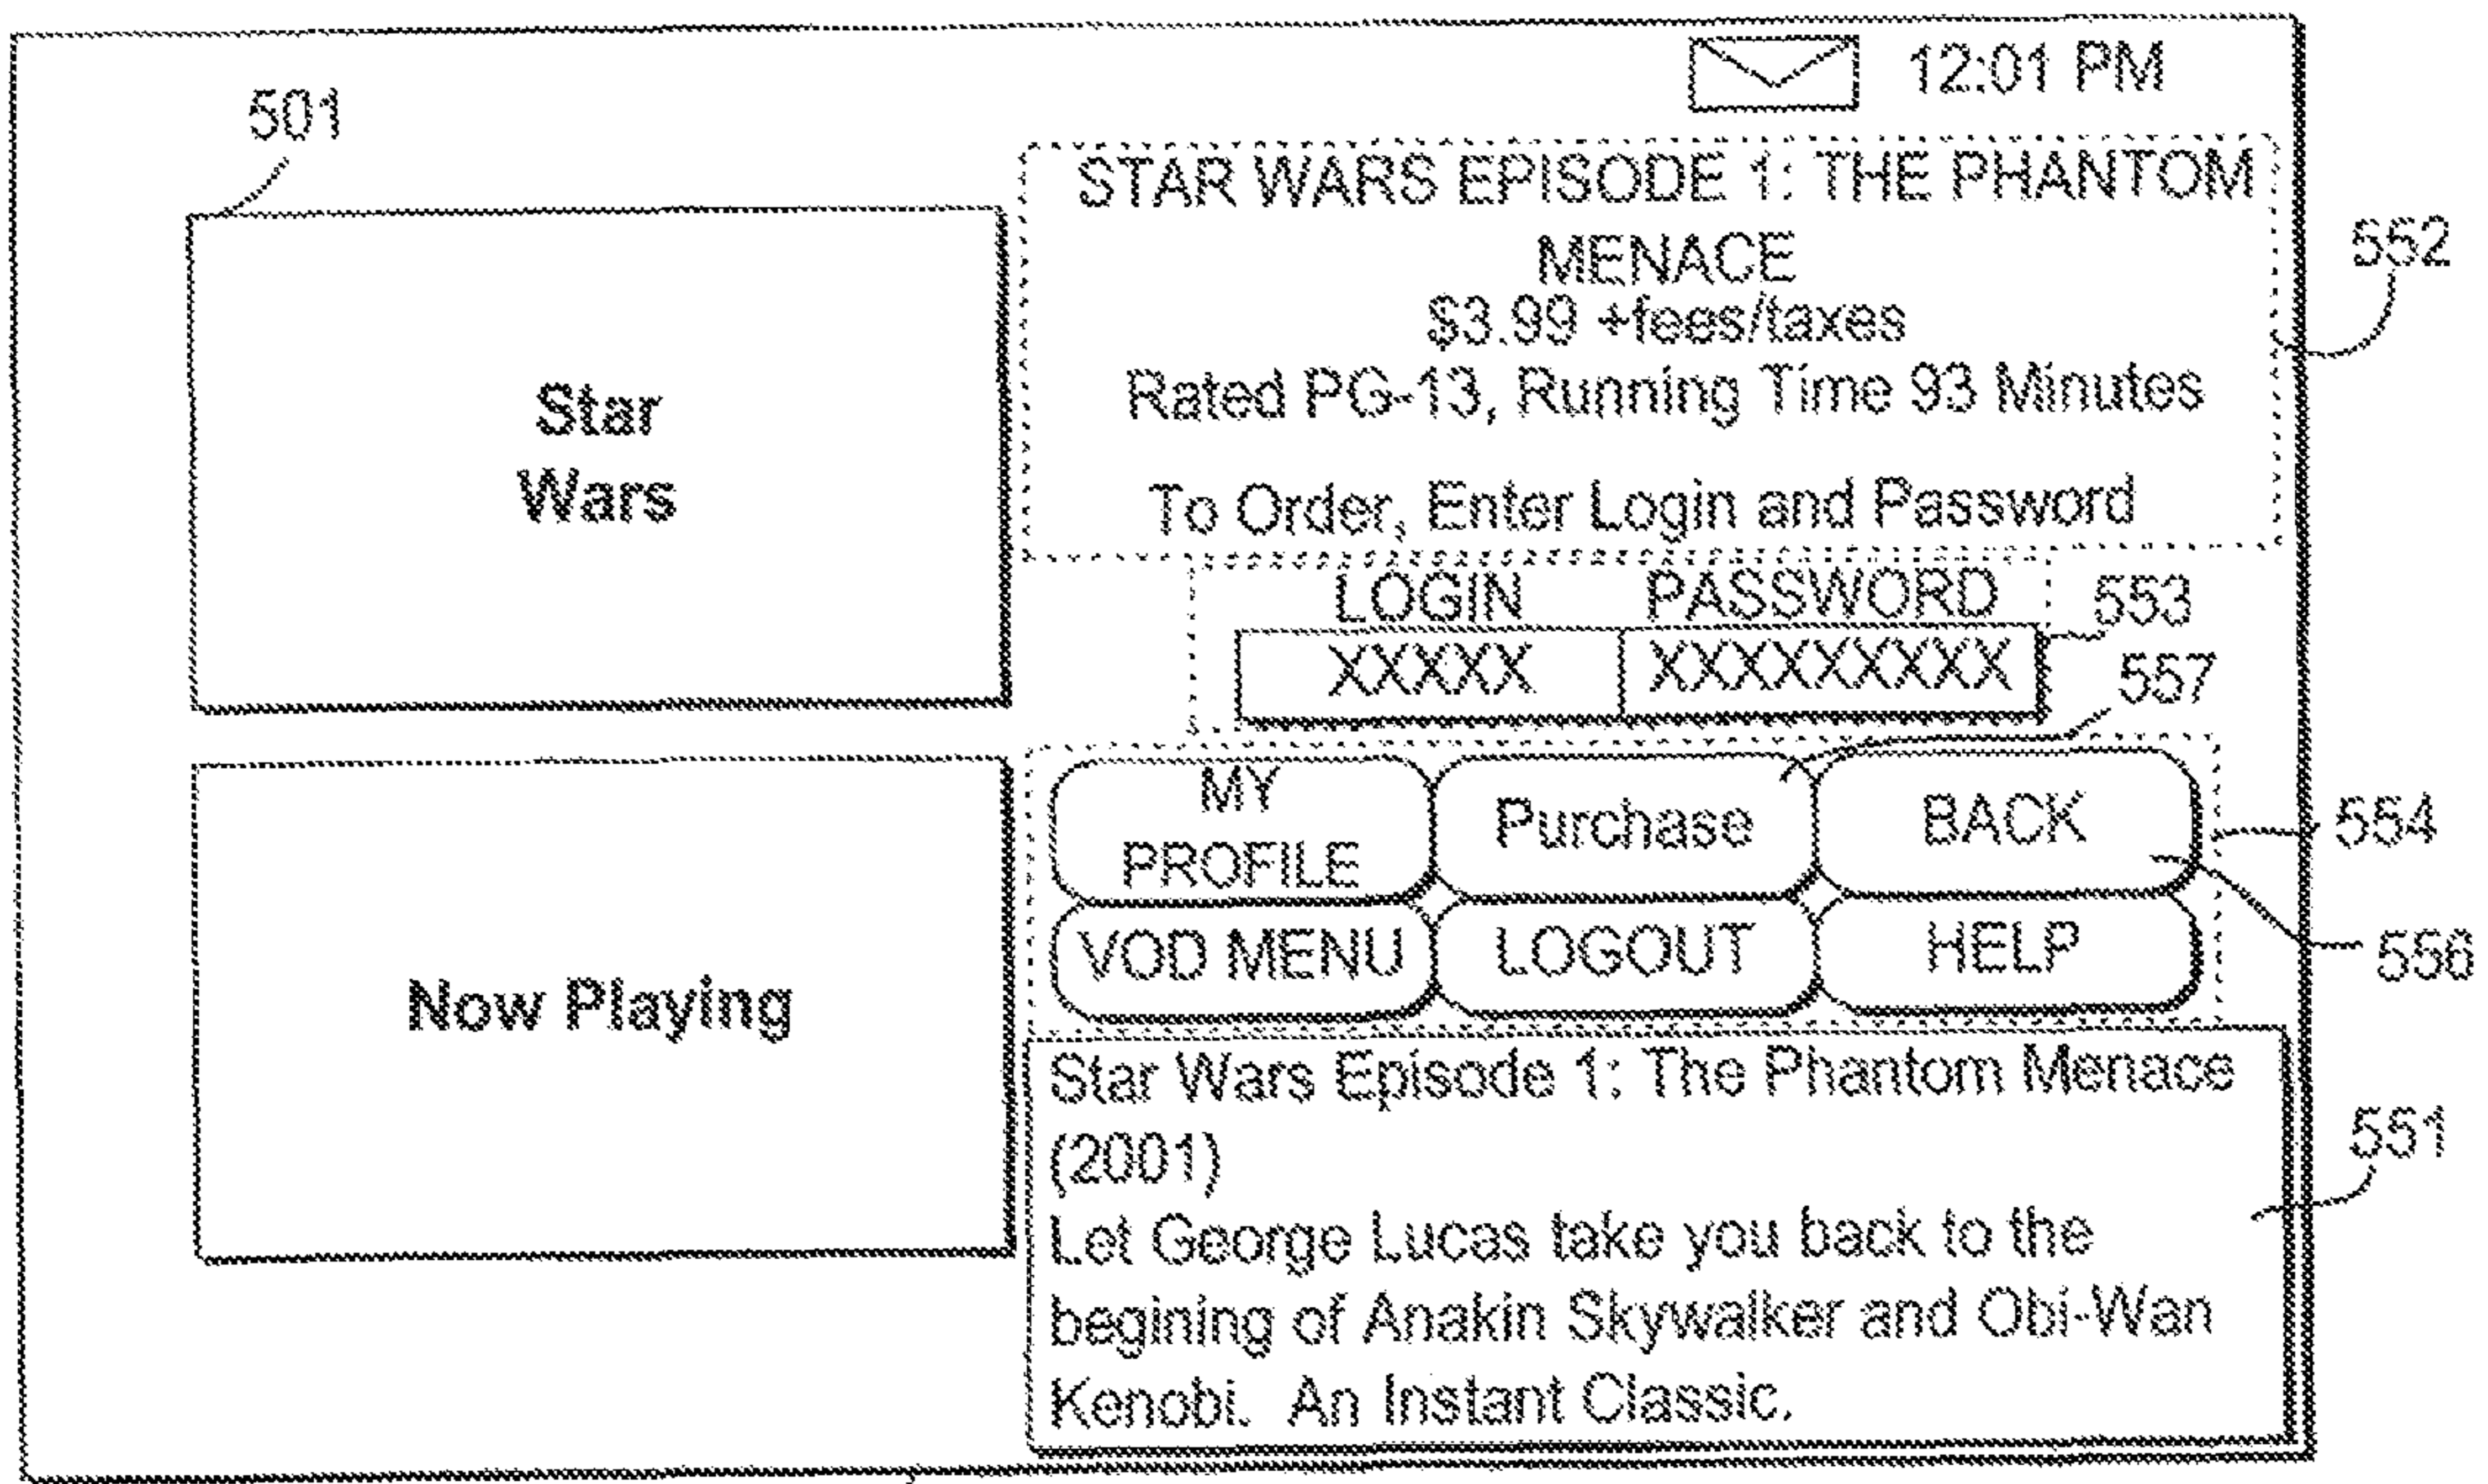 12:01 PM
501
Star
Wars
STAR WARS EPISODE 1: THE PHANTOM
MENACE
$3.99 +fees/taxes
Rated PG-13, Running Time 93 Minutes
To Order, Enter Login and Password
552
LOGIN PASSWORD
XXXXX XXXXXXXXX
553
557
MY
PROFILE
Purchase
BACK
554
VOD MENU
LOGOUT
HELP
556
Now Playing
Star Wars Episode 1: The Phantom Menace
(2001)
Let George Lucas take you back to the
begining of Anakin Skywalker and Obi-Wan
Kenobi. An Instant Classic.
551